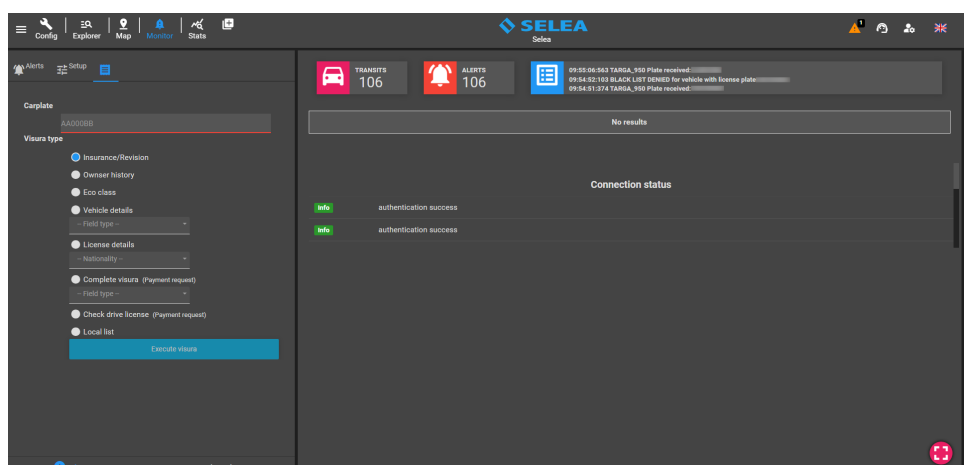 Config
Explorer
Map
Monitor
Stats
SELEA
Selea
1
Alerts
Setup
Carplate
AA000BB
Visura type
Insurance/Revision
Ownser history
Eco class
Vehicle details
-- Field type --
License details
-- Nationality --
Complete visura (Payment request)
-- Field type --
Check drive license (Payment request)
Local list
Execute visura
TRANSITS
106
ALERTS
106
09:55:06:563 TARGA_950 Plate received:
09:54:52:103 BLACK LIST DENIED for vehicle with license plate
09:54:51:374 TARGA_950 Plate received:
No results
Connection status
Info authentication success
Info authentication success